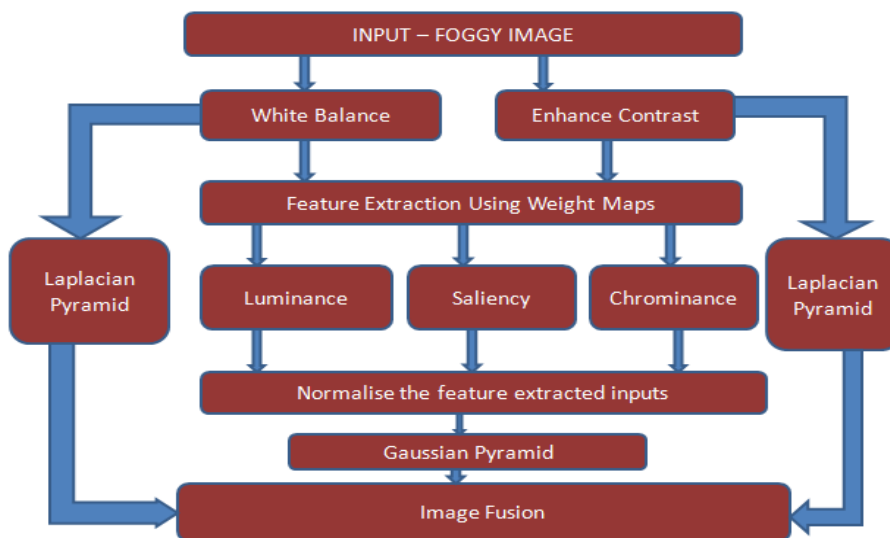 INPUT – FOGGY IMAGE
White Balance
Enhance Contrast
Feature Extraction Using Weight Maps
Laplacian
Pyramid
Luminance
Saliency
Chrominance
Laplacian
Pyramid
Normalise the feature extracted inputs
Gaussian Pyramid
Image Fusion